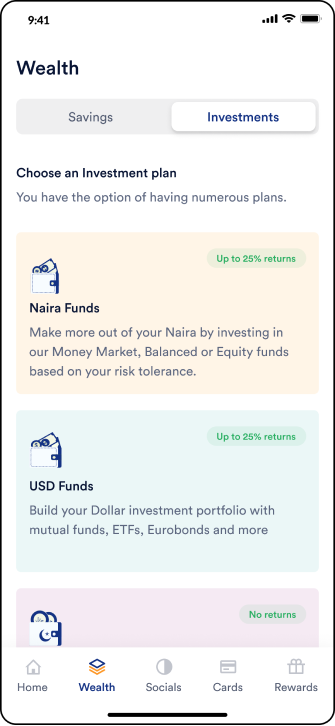 9:41
Wealth
Savings
Investments
Choose an Investment plan
You have the option of having numerous plans.
Up to 25% returns
Naira Funds
Make more out of your Naira by investing in
our Money Market, Balanced or Equity funds
based on your risk tolerance.
Up to 25% returns
USD Funds
Build your Dollar investment portfolio with
mutual funds, ETFs, Eurobonds and more
No returns
Home
Wealth
Socials
Cards
Rewards